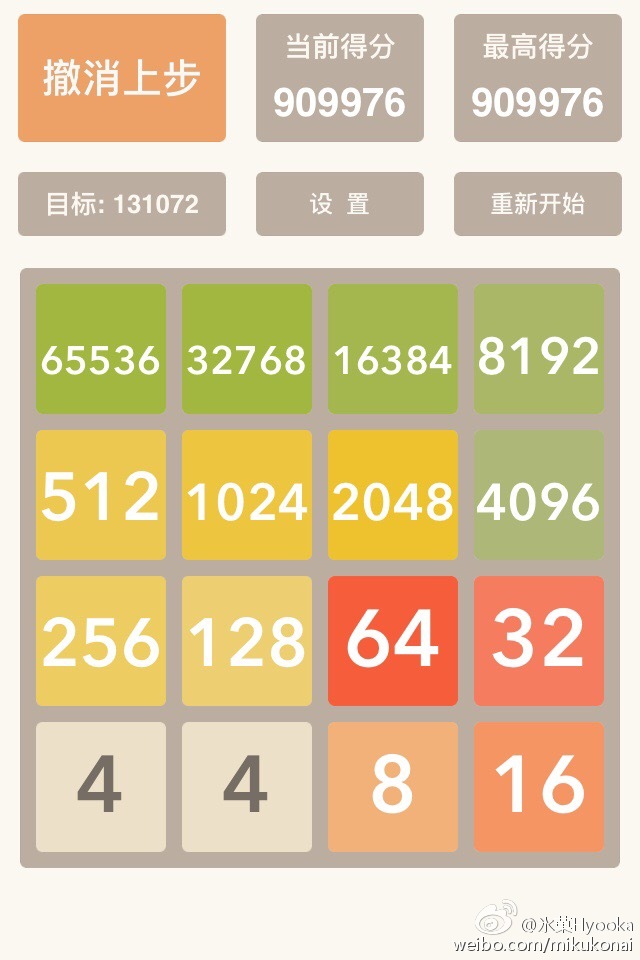 撤消上步
当前得分
909976
最高得分
909976
目标: 131072
设 置
重新开始
65536 32768 16384 8192
512 1024 2048 4096
256 128 64 32
4 4 8 16
@氷菓Hyooka
weibo.com/mikukonai